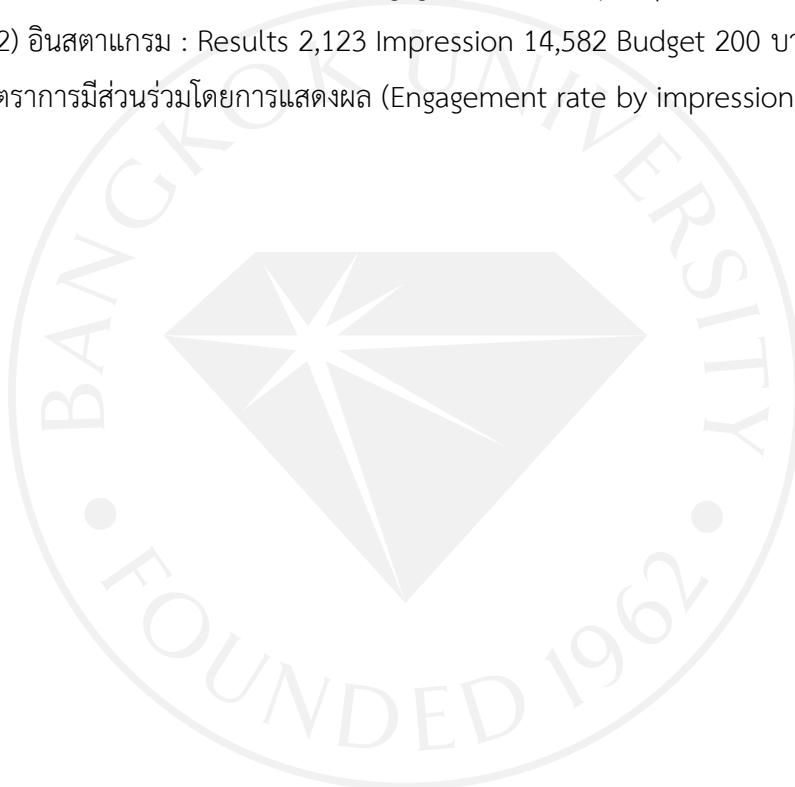 2) อินสตาแกรม : Results 2,123 Impression 14,582 Budget 200
ตราการมีส่วนร่วมโดยการแสดงผล (Engagement rate by impression
BANGKOK UNIVERSITY
FOUNDED 1962